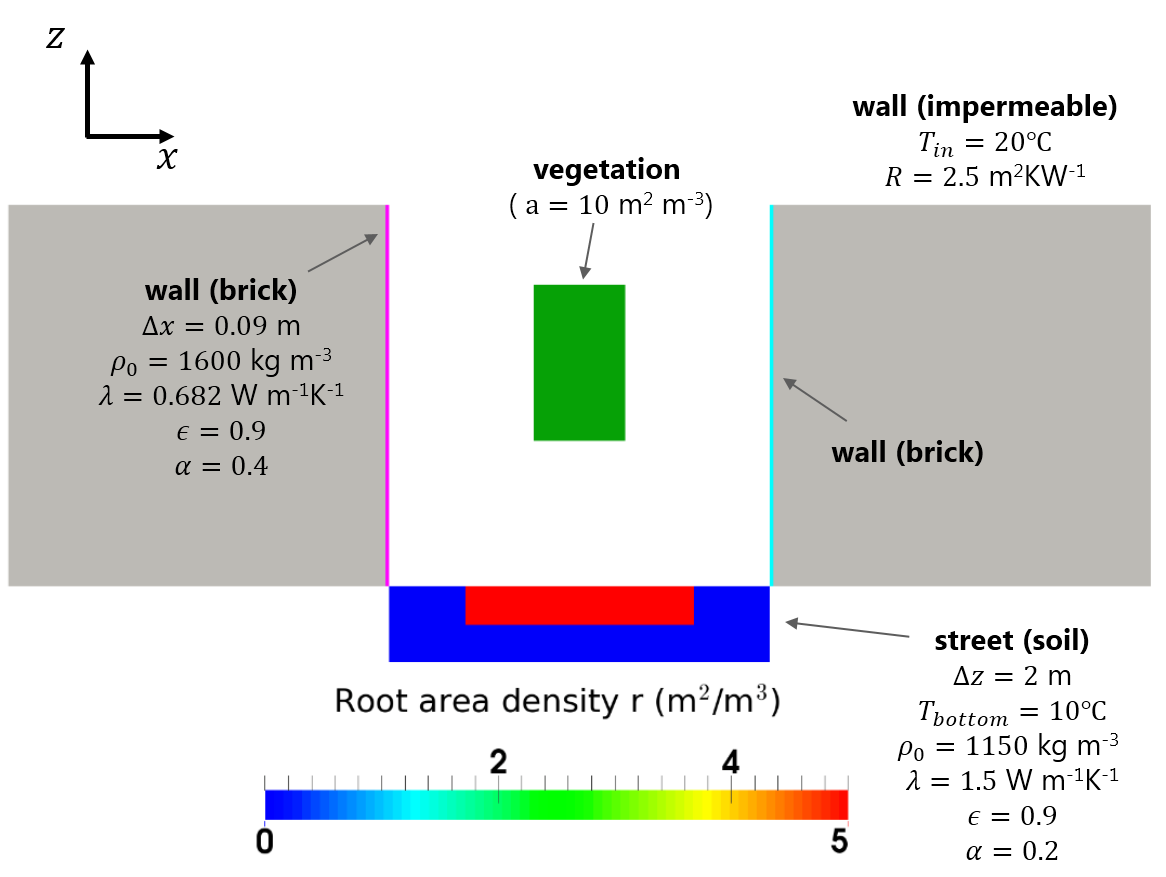 z
x
wall (impermeable)
T_in = 20°C
R = 2.5 m²KW⁻¹
vegetation
( a = 10 m² m⁻³)
wall (brick)
Δx = 0.09 m
ρ₀ = 1600 kg m⁻³
λ = 0.682 W m⁻¹K⁻¹
ϵ = 0.9
α = 0.4
wall (brick)
street (soil)
Δz = 2 m
T_bottom = 10°C
ρ₀ = 1150 kg m⁻³
λ = 1.5 W m⁻¹K⁻¹
ϵ = 0.9
α = 0.2
Root area density r (m²/m³)
2 4
0 5